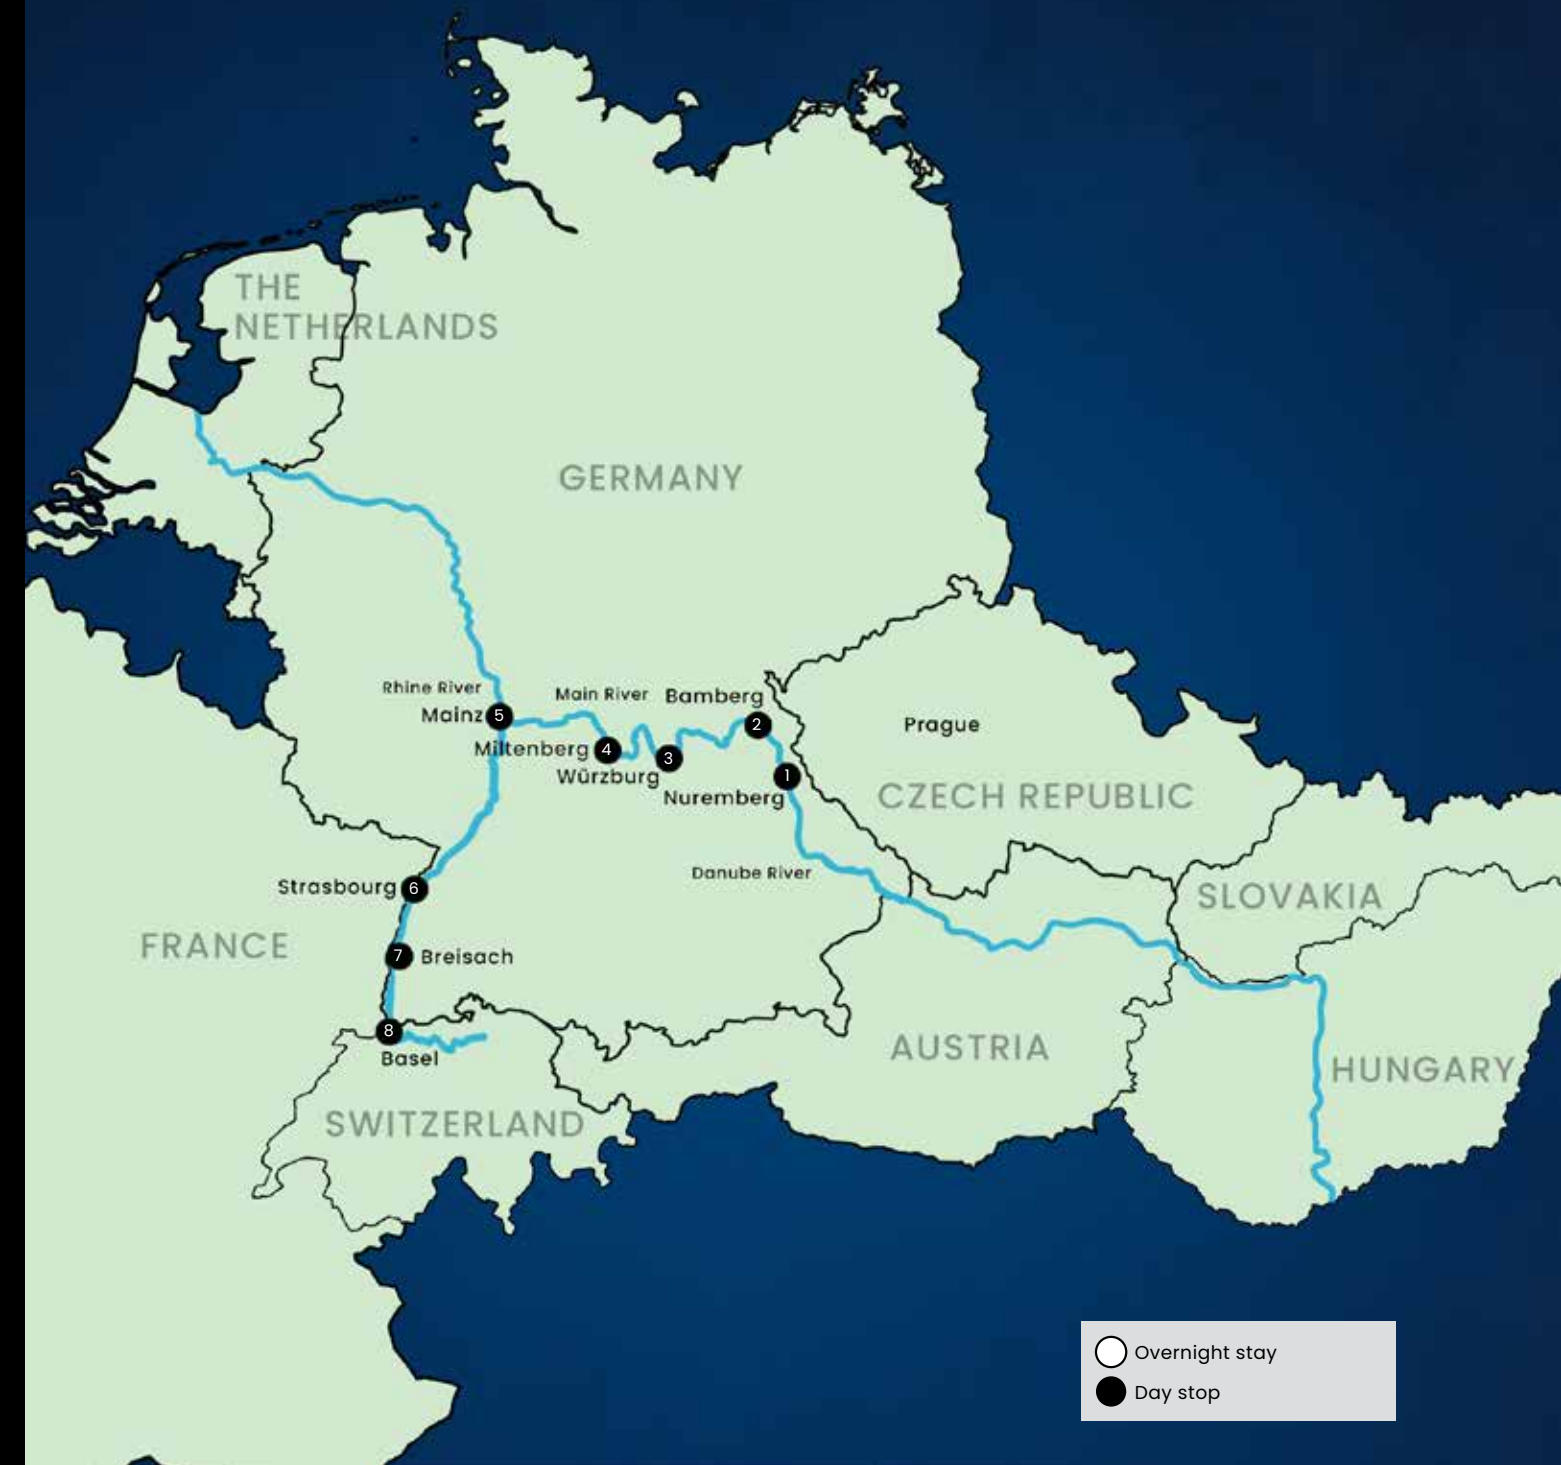 THE
NETHERLANDS
GERMANY
Rhine River
Main River
Bamberg
Mainz
5
2
Prague
Miltenberg
4
3
Würzburg
1
Nuremberg
CZECH REPUBLIC
Danube River
Strasbourg
6
SLOVAKIA
FRANCE
7
Breisach
8
Basel
AUSTRIA
HUNGARY
SWITZERLAND
Overnight stay
Day stop